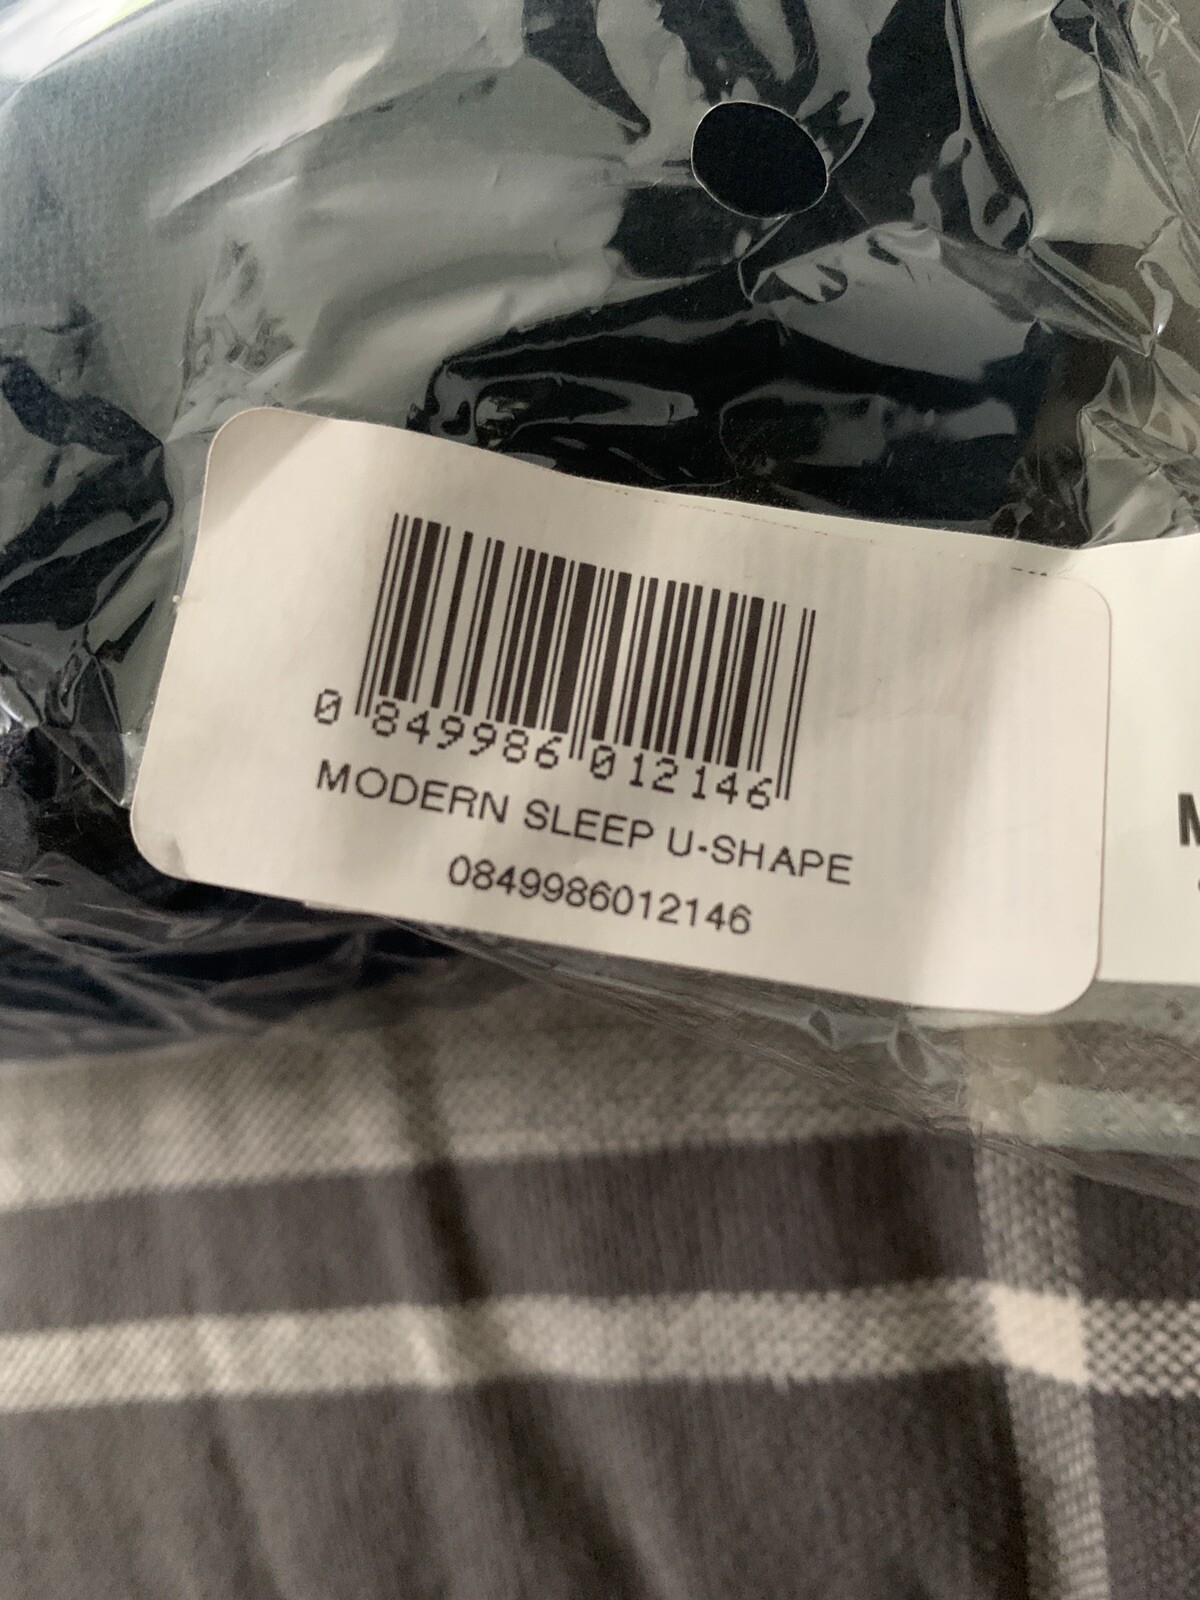 0 849986 012146
MODERN SLEEP U-SHAPE
0849986012146
M